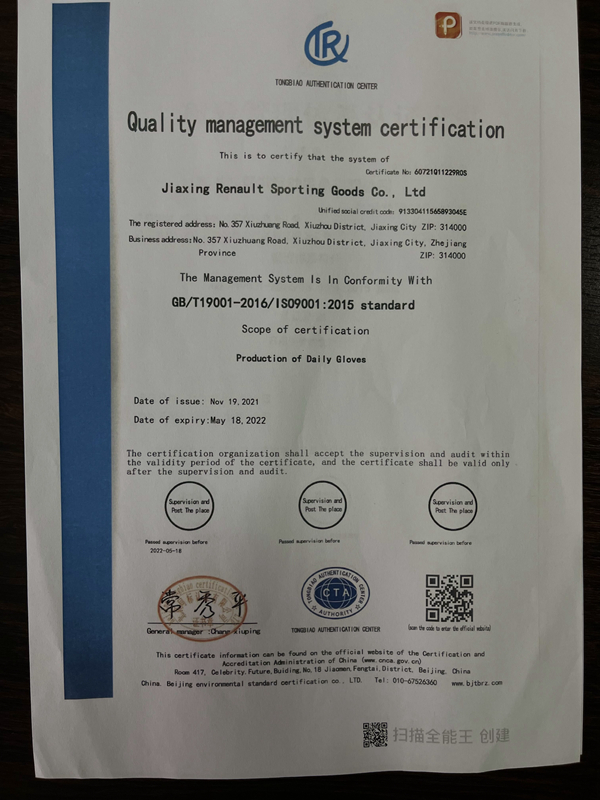 TR
TONGBIAO AUTHENTICATION CENTER
Quality management system certification
This is to certify that the system of
Certificate No: 60721Q11229R0S
Jiaxing Renault Sporting Goods Co., Ltd
Unified social credit code: 91330411565893045E
The registered address: No. 357 Xiuzhuang Road, Xiuzhou District, Jiaxing City ZIP: 314000
Business address: No. 357 Xiuzhuang Road, Xiuzhou District, Jiaxing City, Zhejiang
Province ZIP: 314000
The Management System Is In Conformity With
GB/T19001-2016/ISO9001:2015 standard
Scope of certification
Production of Daily Gloves
Date of issue: Nov 19,2021
Date of expiry:May 18,2022
The certification organization shall accept the supervision and audit within
the validity period of the certificate, and the certificate shall be valid only
after the supervision and audit.
Supervision and Post The place
Supervision and Post The place
Supervision and Post The place
Passed supervision before
2022-05-18
Passed supervision before
Passed supervision before
常秀平
General manager :Chang xiuping
TONGBIAO AUTHENTICATION CENTER
CTA
AUTHORITY
TONGBIAO AUTHENTICATION CENTER
(scan the code to enter the official website)
This certificate information can be found on the official website of the Certification and
Accreditation Administration of China (www.cnca.gov.cn)
Room 417, Celebrity.Future,Buiding,No.18 Jiaomen,Fengtai,District, Beijing, China
China. Beijing environmental standard certification co., LTD. Tel: 010-67526360 www.bjtbrz.com
扫描全能王 创建